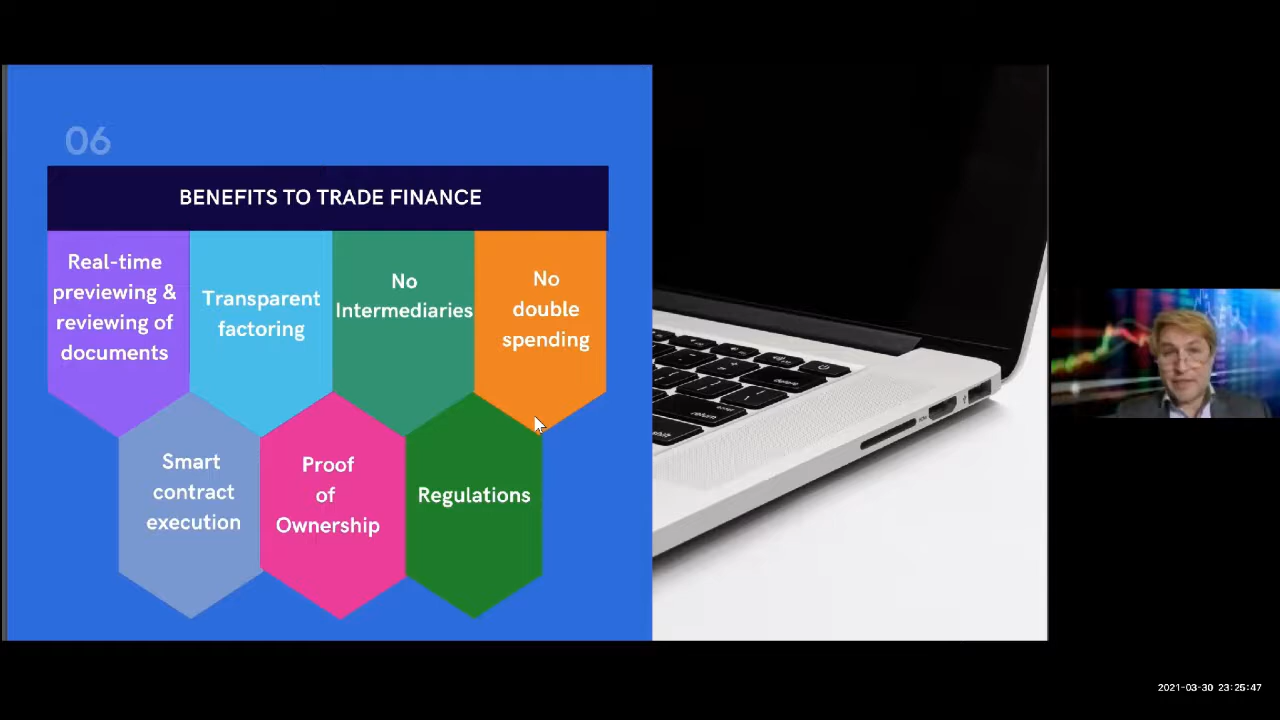 06
BENEFITS TO TRADE FINANCE
Real-time
previewing &
reviewing of
documents
Transparent
factoring
No
Intermediaries
No
double
spending
Smart
contract
execution
Proof
of
Ownership
Regulations
2021-03-30 23:25:47